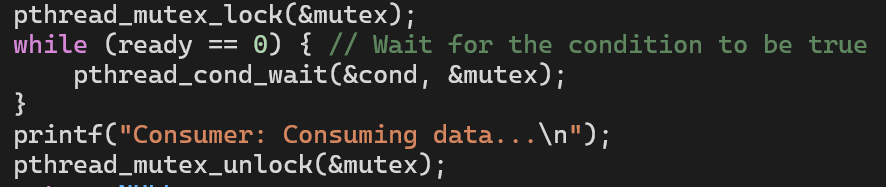 pthread_mutex_lock(&mutex);
while (ready == 0) { // Wait for the condition to be true
    pthread_cond_wait(&cond, &mutex);
}
printf("Consumer: Consuming data...\n");
pthread_mutex_unlock(&mutex);